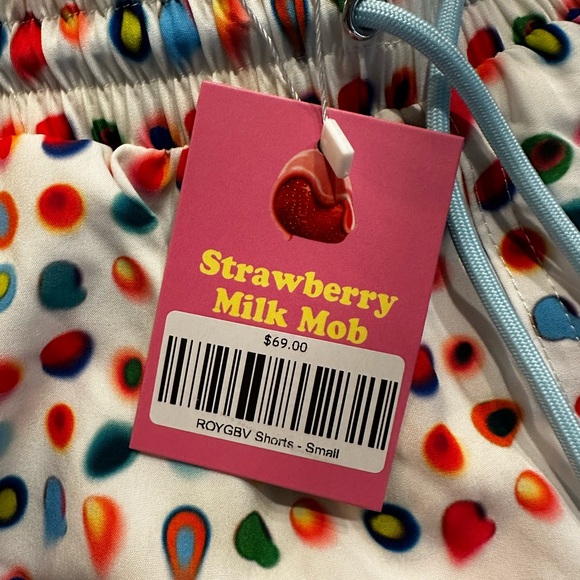 Strawberry
Milk Mob
$69.00
ROYGBV Shorts - Small